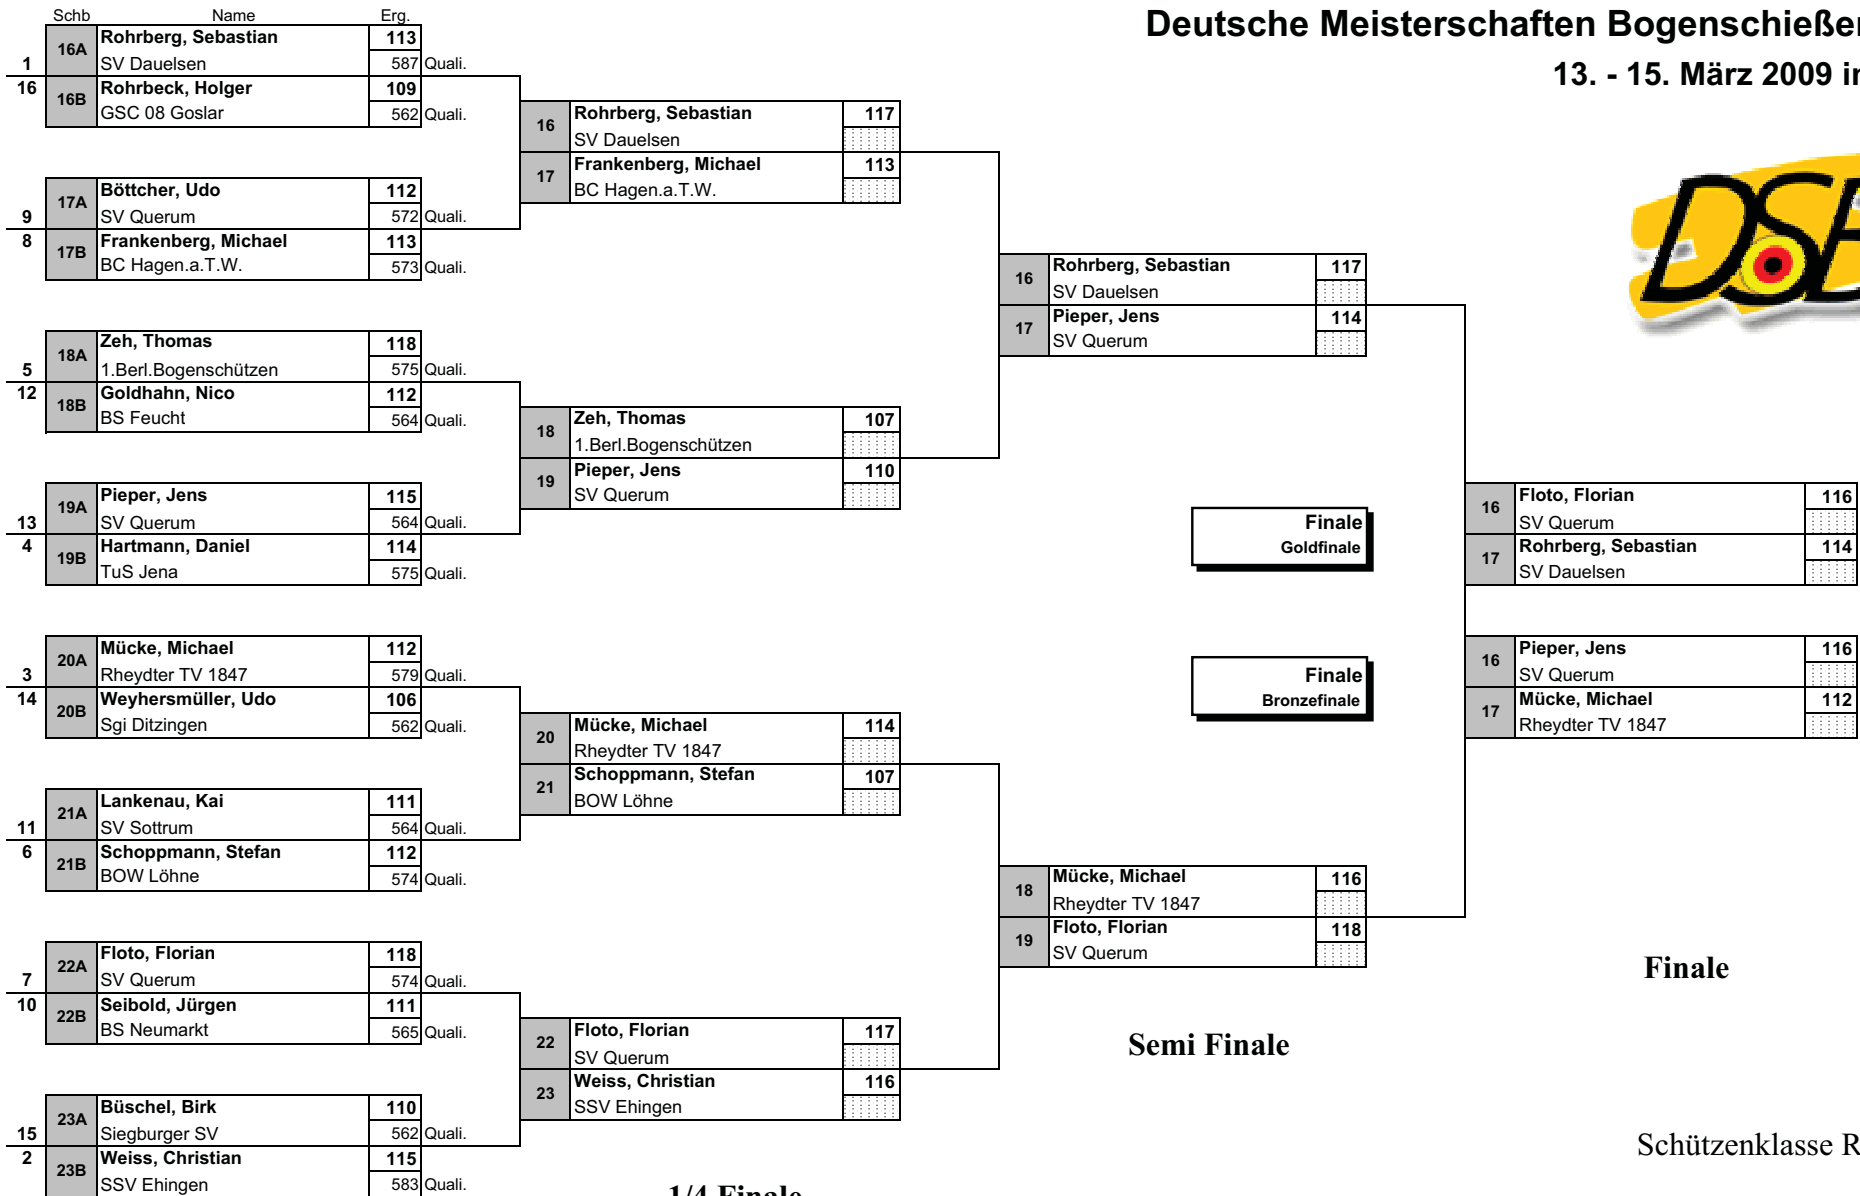 Deutsche Meisterschaften Bogenschießen
13. - 15. März 2009 in
Schb Name Erg.
16A Rohrberg, Sebastian 113
1 SV Dauelsen 587 Quali.
16 16B Rohrbeck, Holger 109
GSC 08 Goslar 562 Quali.
9 17A Böttcher, Udo 112
SV Querum 572 Quali.
8 17B Frankenberg, Michael 113
BC Hagen.a.T.W. 573 Quali.
5 18A Zeh, Thomas 118
1.Berl.Bogenschützen 575 Quali.
12 18B Goldhahn, Nico 112
BS Feucht 564 Quali.
13 19A Pieper, Jens 115
SV Querum 564 Quali.
4 19B Hartmann, Daniel 114
TuS Jena 575 Quali.
3 20A Mücke, Michael 112
Rheydter TV 1847 579 Quali.
14 20B Weyhersmüller, Udo 106
Sgi Ditzingen 562 Quali.
11 21A Lankenau, Kai 111
SV Sottrum 564 Quali.
6 21B Schoppmann, Stefan 112
BOW Löhne 574 Quali.
7 22A Floto, Florian 118
SV Querum 574 Quali.
10 22B Seibold, Jürgen 111
BS Neumarkt 565 Quali.
15 23A Büschel, Birk 110
Siegburger SV 562 Quali.
2 23B Weiss, Christian 115
SSV Ehingen 583 Quali.
16 Rohrberg, Sebastian 117
SV Dauelsen
17 Frankenberg, Michael 113
BC Hagen.a.T.W.
18 Zeh, Thomas 107
1.Berl.Bogenschützen
19 Pieper, Jens 110
SV Querum
20 Mücke, Michael 114
Rheydter TV 1847
21 Schoppmann, Stefan 107
BOW Löhne
22 Floto, Florian 117
SV Querum
23 Weiss, Christian 116
SSV Ehingen
1/4 Finale
16 Rohrberg, Sebastian 117
SV Dauelsen
17 Pieper, Jens 114
SV Querum
18 Mücke, Michael 116
Rheydter TV 1847
19 Floto, Florian 118
SV Querum
Semi Finale
Finale
Goldfinale
16 Floto, Florian 116
SV Querum
17 Rohrberg, Sebastian 114
SV Dauelsen
Finale
Bronzefinale
16 Pieper, Jens 116
SV Querum
17 Mücke, Michael 112
Rheydter TV 1847
Finale
Schützenklasse R
DSB